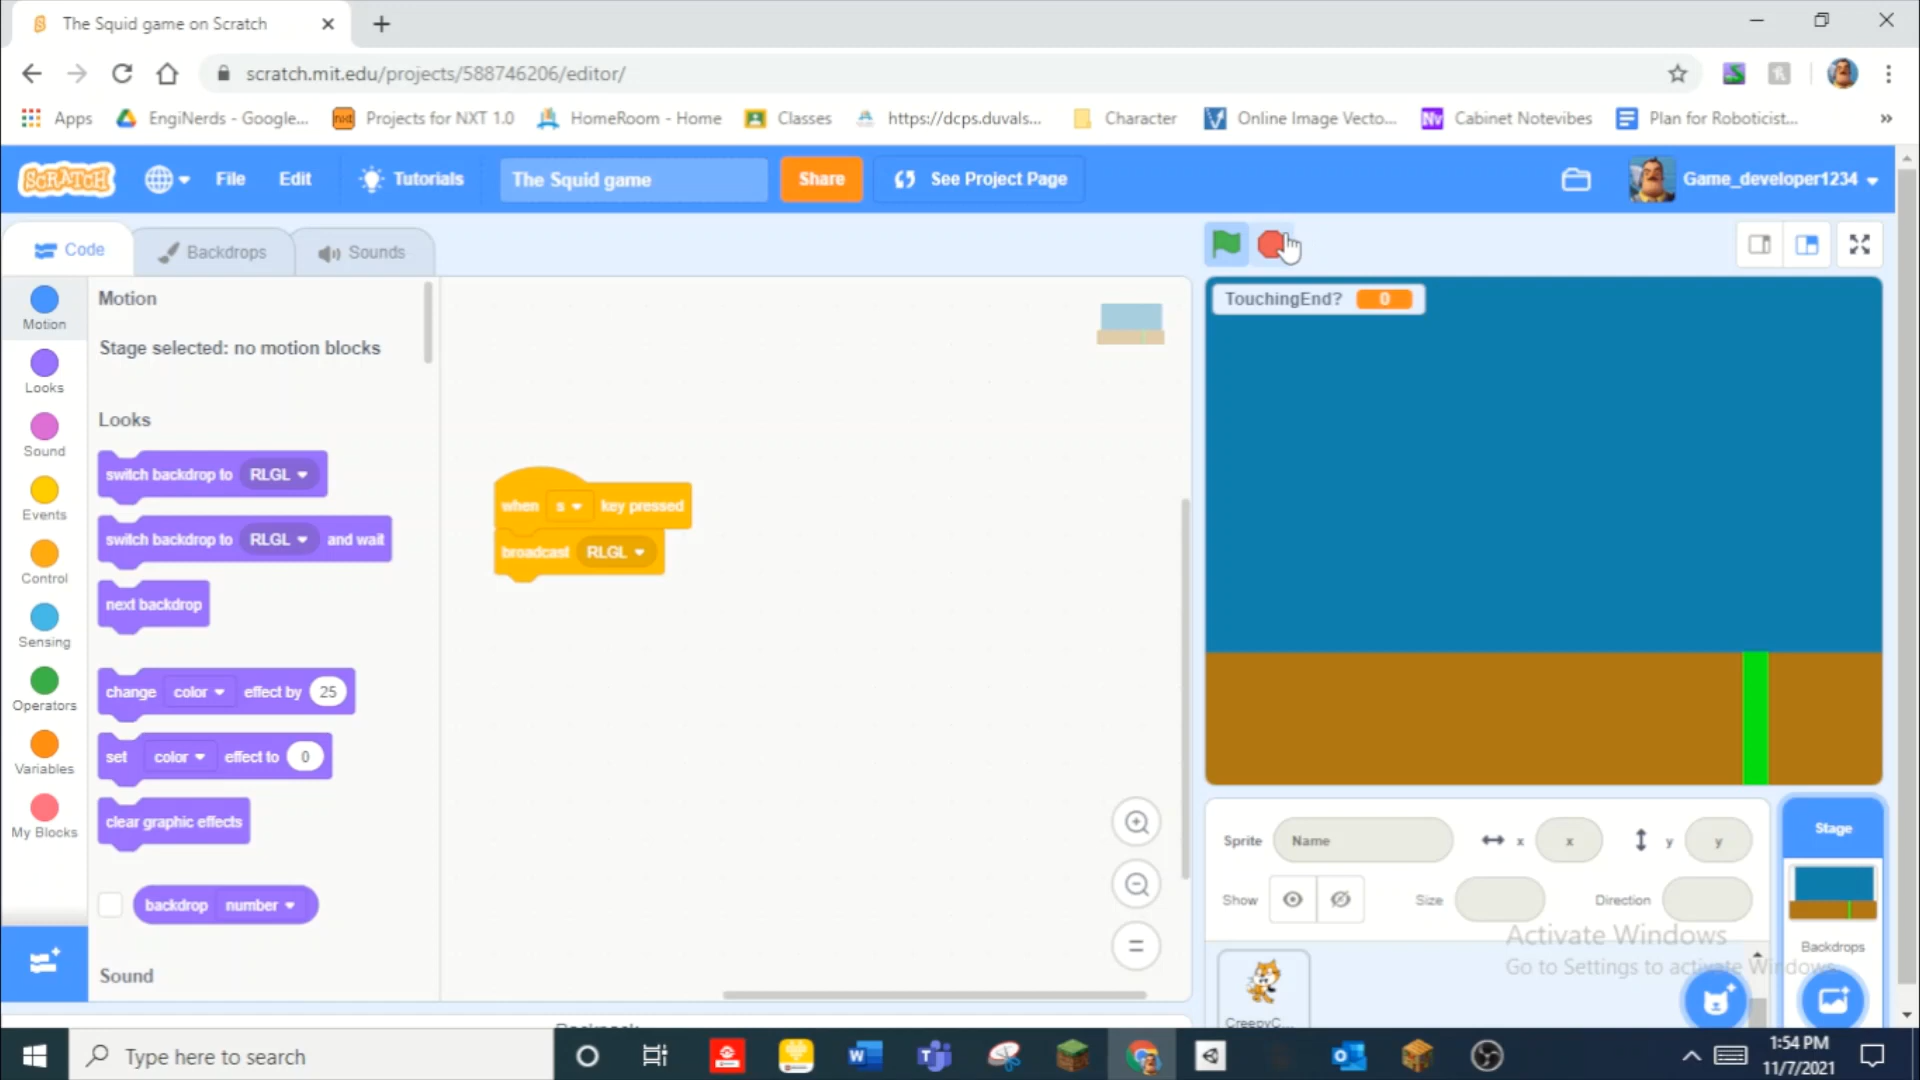 The Squid game on Scratch
scratch.mit.edu/projects/588746206/editor/
Apps
EngiNerds - Google...
Projects for NXT 1.0
HomeRoom - Home
Classes
https://dcps.duvals...
Character
Online Image Vecto...
Nv
Cabinet Notevibes
Plan for Roboticist...
»
SCRATCH
File
Edit
Tutorials
The Squid game
Share
See Project Page
Game_developer1234
Code
Backdrops
Sounds
Motion
Looks
Sound
Events
Control
Sensing
Operators
Variables
My Blocks
Motion
Stage selected: no motion blocks
Looks
switch backdrop to RLGL
switch backdrop to RLGL and wait
next backdrop
change color effect by 25
set color effect to 0
clear graphic effects
backdrop number
Sound
when s key pressed
broadcast RLGL
TouchingEnd? 0
Sprite Name x x y y
Show Size Direction
CreepyC...
Stage
Backdrops
Activate Windows
Go to Settings to activate Windows.
Type here to search
1:54 PM
11/7/2021